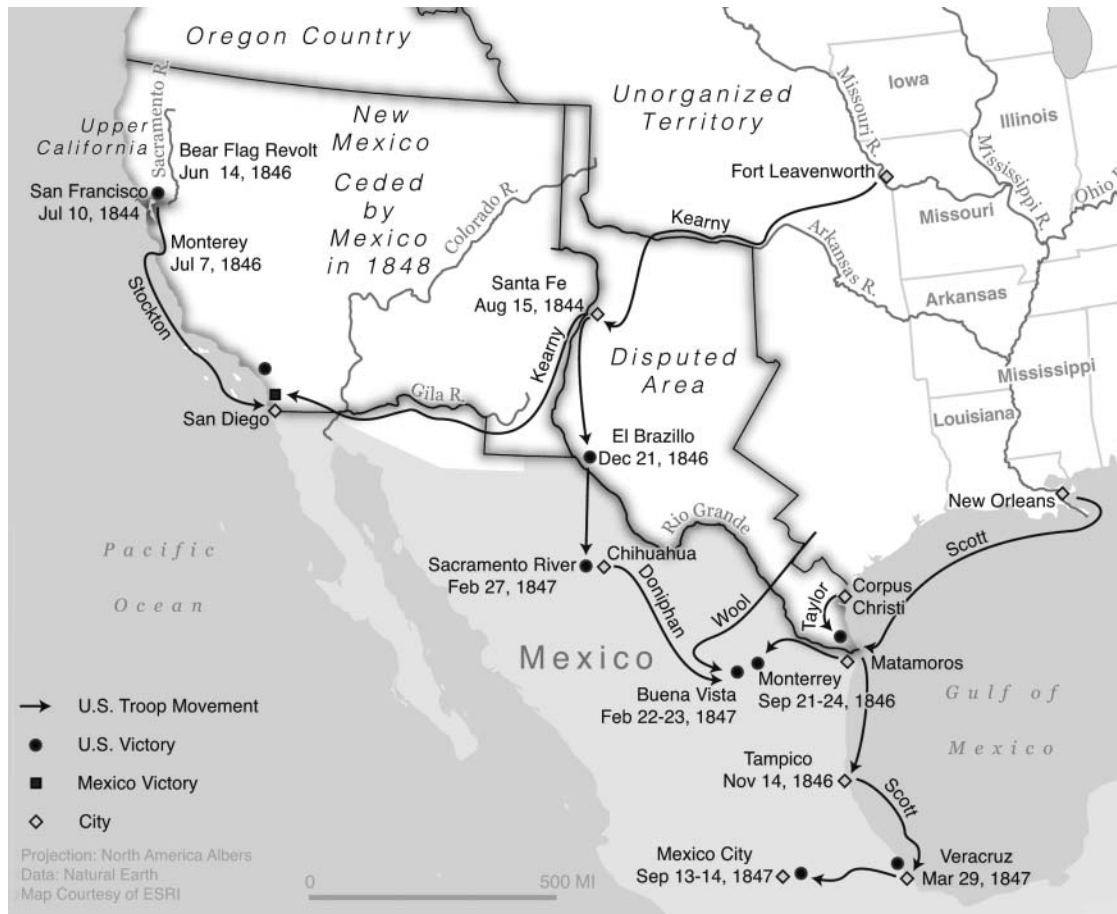 Oregon Country
Sacramento R.
Upper
California
New
Mexico
Ceded
by
Mexico
in 1848
Bear Flag Revolt
Jun 14, 1846
San Francisco
Jul 10, 1844
Monterey
Jul 7, 1846
Stockton
Colorado R.
Unorganized
Territory
Missouri R.
Iowa
Illinois
Mississippi R.
Ohio
Fort Leavenworth
Missouri
Kearny
Arkansas R.
Arkansas
Santa Fe
Aug 15, 1844
Kearny
Disputed
Area
Mississippi
Louisiana
Gila R.
San Diego
El Brazillo
Dec 21, 1846
New Orleans
Scott
Rio Grande
Pacific
Ocean
Sacramento River
Feb 27, 1847
Chihuahua
Doniphan
Wool
Taylor
Corpus
Christi
Mexico
Matamoros
Monterrey
Sep 21-24, 1846
Buena Vista
Feb 22-23, 1847
Gulf of
Mexico
U.S. Troop Movement
U.S. Victory
Mexico Victory
City
Tampico
Nov 14, 1846
Scott
Mexico City
Sep 13-14, 1847
Veracruz
Mar 29, 1847
Projection: North America Albers
Data: Natural Earth
Map Courtesy of ESRI
0
500 MI